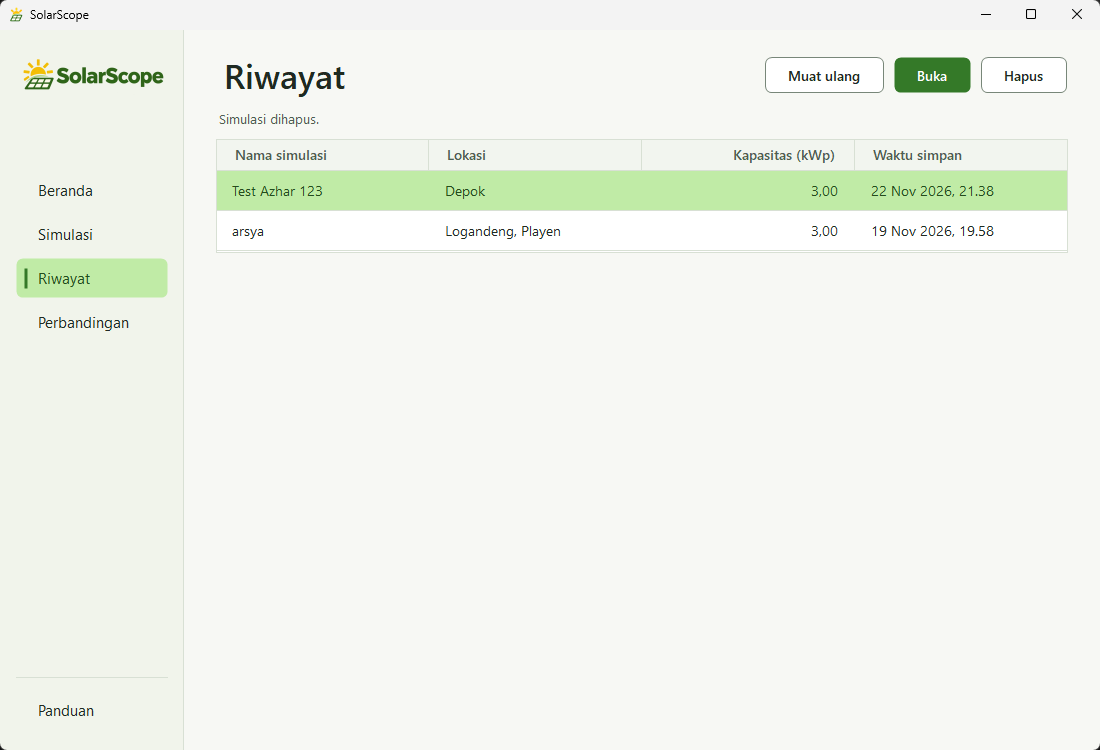 SolarScope
SolarScope
Riwayat
Muat ulang
Buka
Hapus
Simulasi dihapus.
Nama simulasi Lokasi Kapasitas (kWp) Waktu simpan
Test Azhar 123 Depok 3,00 22 Nov 2026, 21.38
arsya Logandeng, Playen 3,00 19 Nov 2026, 19.58
Beranda
Simulasi
Riwayat
Perbandingan
Panduan